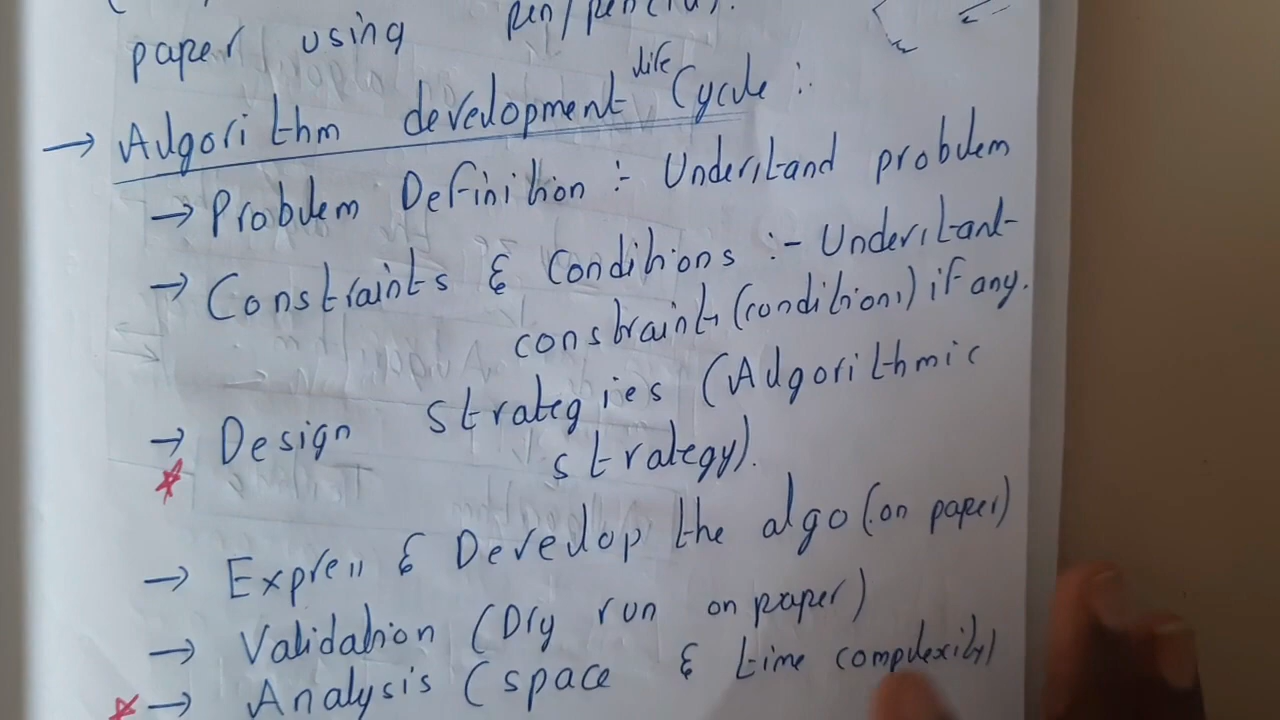 paper using pen/pencil).
→ Algorithm development life Cycle :
→ Problem Definition :- Understand problem
→ Constraints & Conditions :- Understant
constraints (conditions) if any.
→ Design strategies (Algorithmic
strategy).
→ Express & Develop the algo (on paper)
→ Validation (Dry run on paper)
→ Analysis (space & time complexity)